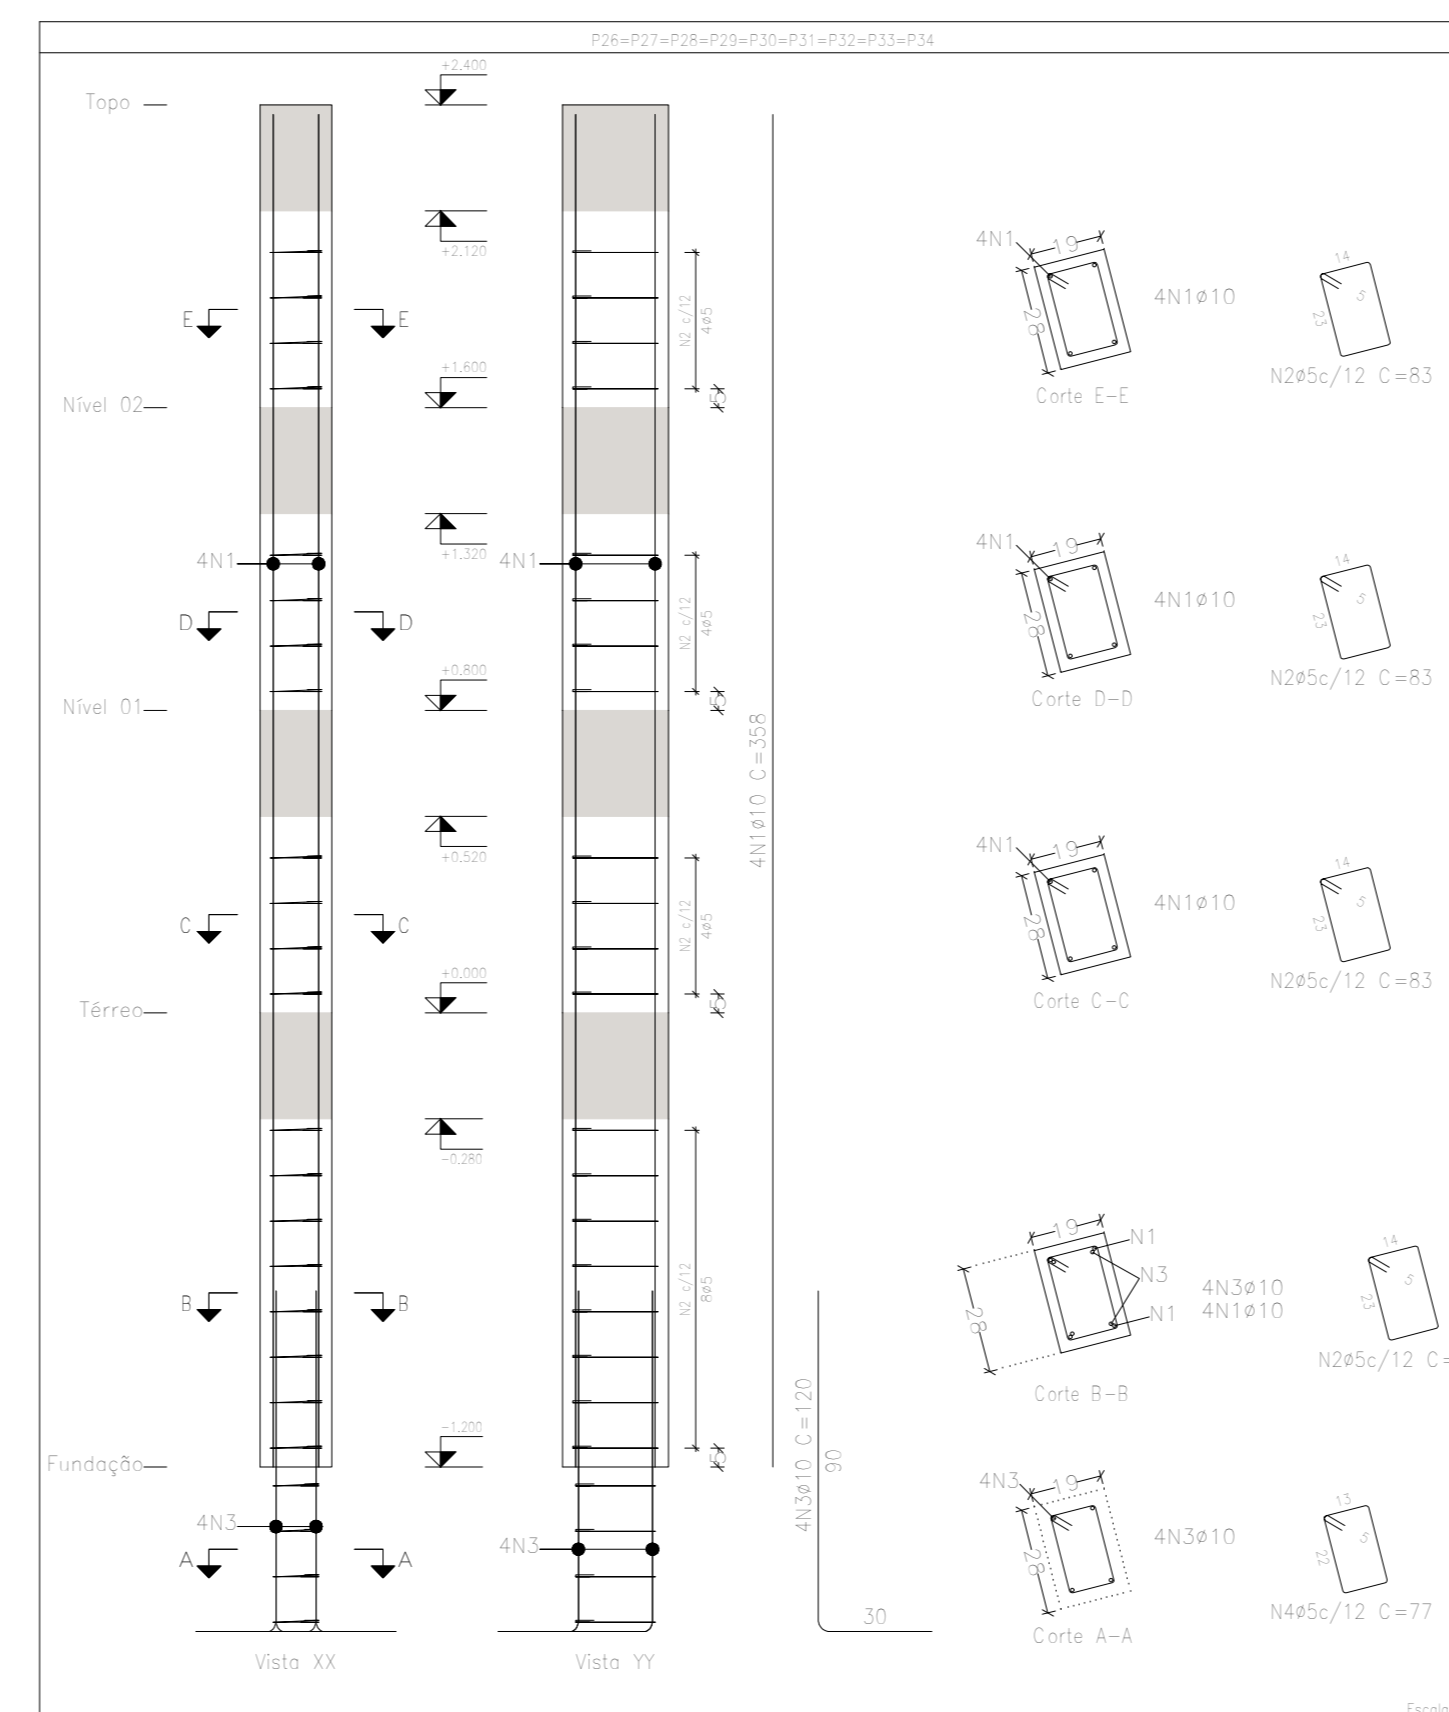 P26=P27=P28=P29=P30=P31=P32=P33=P34
+2.400
Topo
+2.120
N2 c/12
4ø5
E
E
4N1
19
28
4N1ø10
Corte E-E
14
23
5
N2ø5c/12 C=83
+1.600
5
Nível 02
+1.320
4N1
4N1
N2 c/12
4ø5
D
D
4N1
19
28
4N1ø10
Corte D-D
14
23
5
N2ø5c/12 C=83
+0.800
5
Nível 01
4N1ø10 C=358
+0.520
N2 c/12
4ø5
C
C
4N1
19
28
4N1ø10
Corte C-C
14
23
5
N2ø5c/12 C=83
+0.000
5
Térreo
-0.280
N2 c/12
8ø5
B
B
19
28
N1
N3
N1
4N3ø10
4N1ø10
Corte B-B
14
23
5
N2ø5c/12 C=
-1.200
5
Fundação
4N3ø10 C=120
90
30
4N3
4N3
A
A
4N3
19
28
4N3ø10
Corte A-A
13
22
5
N4ø5c/12 C=77
Vista XX
Vista YY
Escala